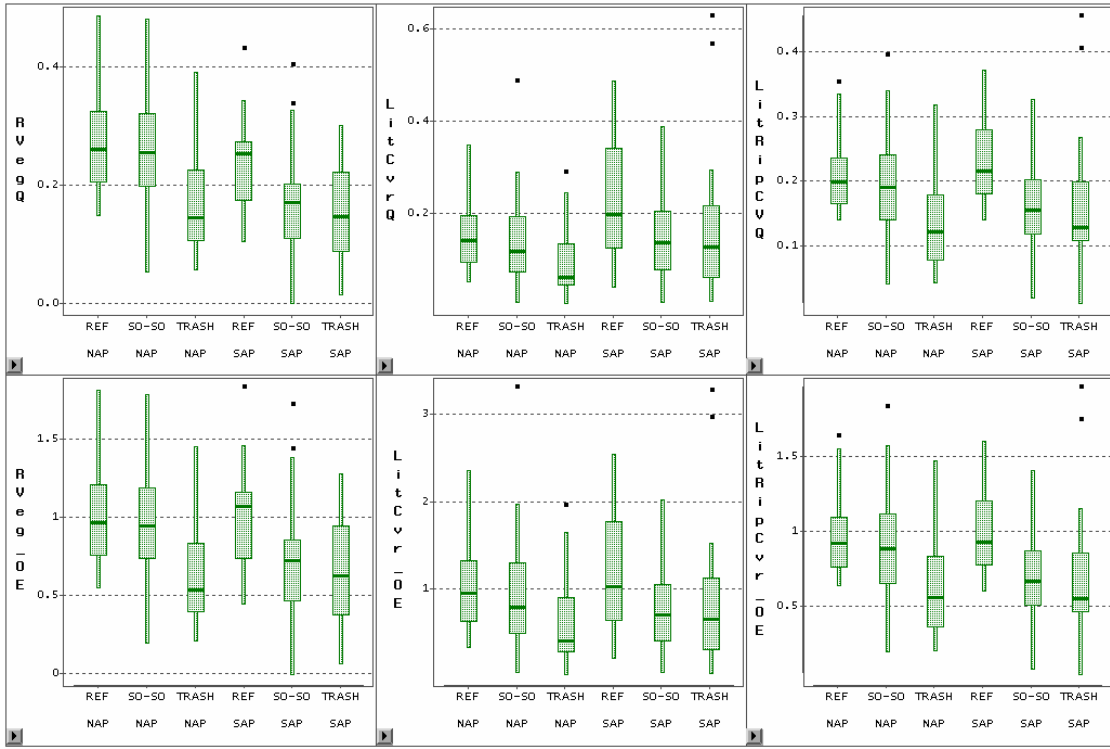 RVegQ
0.4
0.2
0.0
REF SO-SO TRASH REF SO-SO TRASH
NAP NAP NAP SAP SAP SAP
LitCvrQ
0.6
0.4
0.2
REF SO-SO TRASH REF SO-SO TRASH
NAP NAP NAP SAP SAP SAP
LitRipCVQ
0.4
0.3
0.2
0.1
REF SO-SO TRASH REF SO-SO TRASH
NAP NAP NAP SAP SAP SAP
RVeg_OE
1.5
1
0.5
0
REF SO-SO TRASH REF SO-SO TRASH
NAP NAP NAP SAP SAP SAP
LitCvr_OE
3
2
1
REF SO-SO TRASH REF SO-SO TRASH
NAP NAP NAP SAP SAP SAP
LitRipCvr_OE
1.5
1
0.5
REF SO-SO TRASH REF SO-SO TRASH
NAP NAP NAP SAP SAP SAP